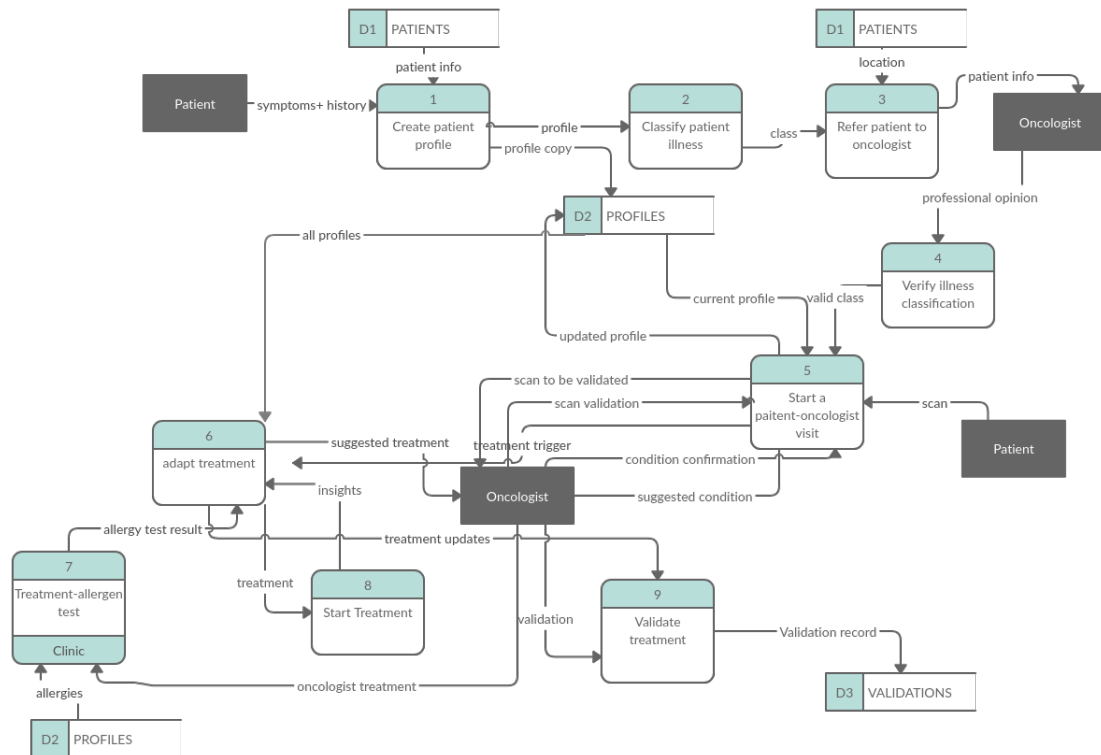 D1 PATIENTS
D1 PATIENTS
patient info
location
patient info
Patient
symptoms+ history
1
Create patient
profile
profile
profile copy
2
Classify patient
illness
class
3
Refer patient to
oncologist
Oncologist
professional opinion
D2 PROFILES
all profiles
4
Verify illness
classification
current profile
valid class
updated profile
5
Start a
paitent-oncologist
visit
scan to be validated
scan validation
scan
6
adapt treatment
suggested treatment
treatment trigger
condition confirmation
Patient
insights
Oncologist
suggested condition
allergy test result
treatment updates
7
Treatment-allergen
test
Clinic
treatment
8
Start Treatment
validation
9
Validate
treatment
Validation record
oncologist treatment
allergies
D3 VALIDATIONS
D2 PROFILES